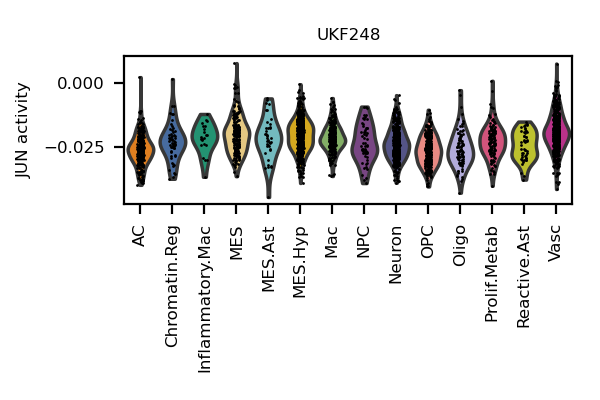 UKF248
JUN activity
0.000
−0.025
AC
Chromatin.Reg
Inflammatory.Mac
MES
MES.Ast
MES.Hyp
Mac
NPC
Neuron
OPC
Oligo
Prolif.Metab
Reactive.Ast
Vasc